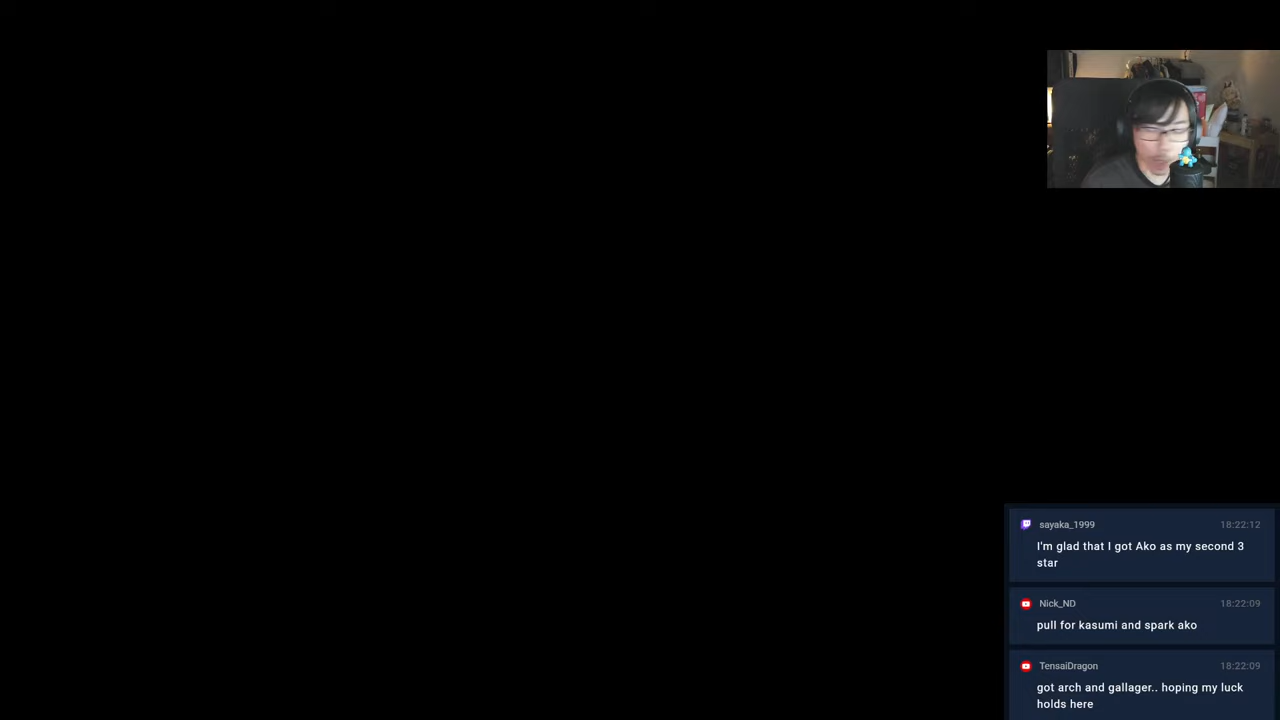 sayaka_1999 18:22:12
I'm glad that I got Ako as my second 3
star
Nick_ND 18:22:09
pull for kasumi and spark ako
TensaiDragon 18:22:09
got arch and gallager.. hoping my luck
holds here